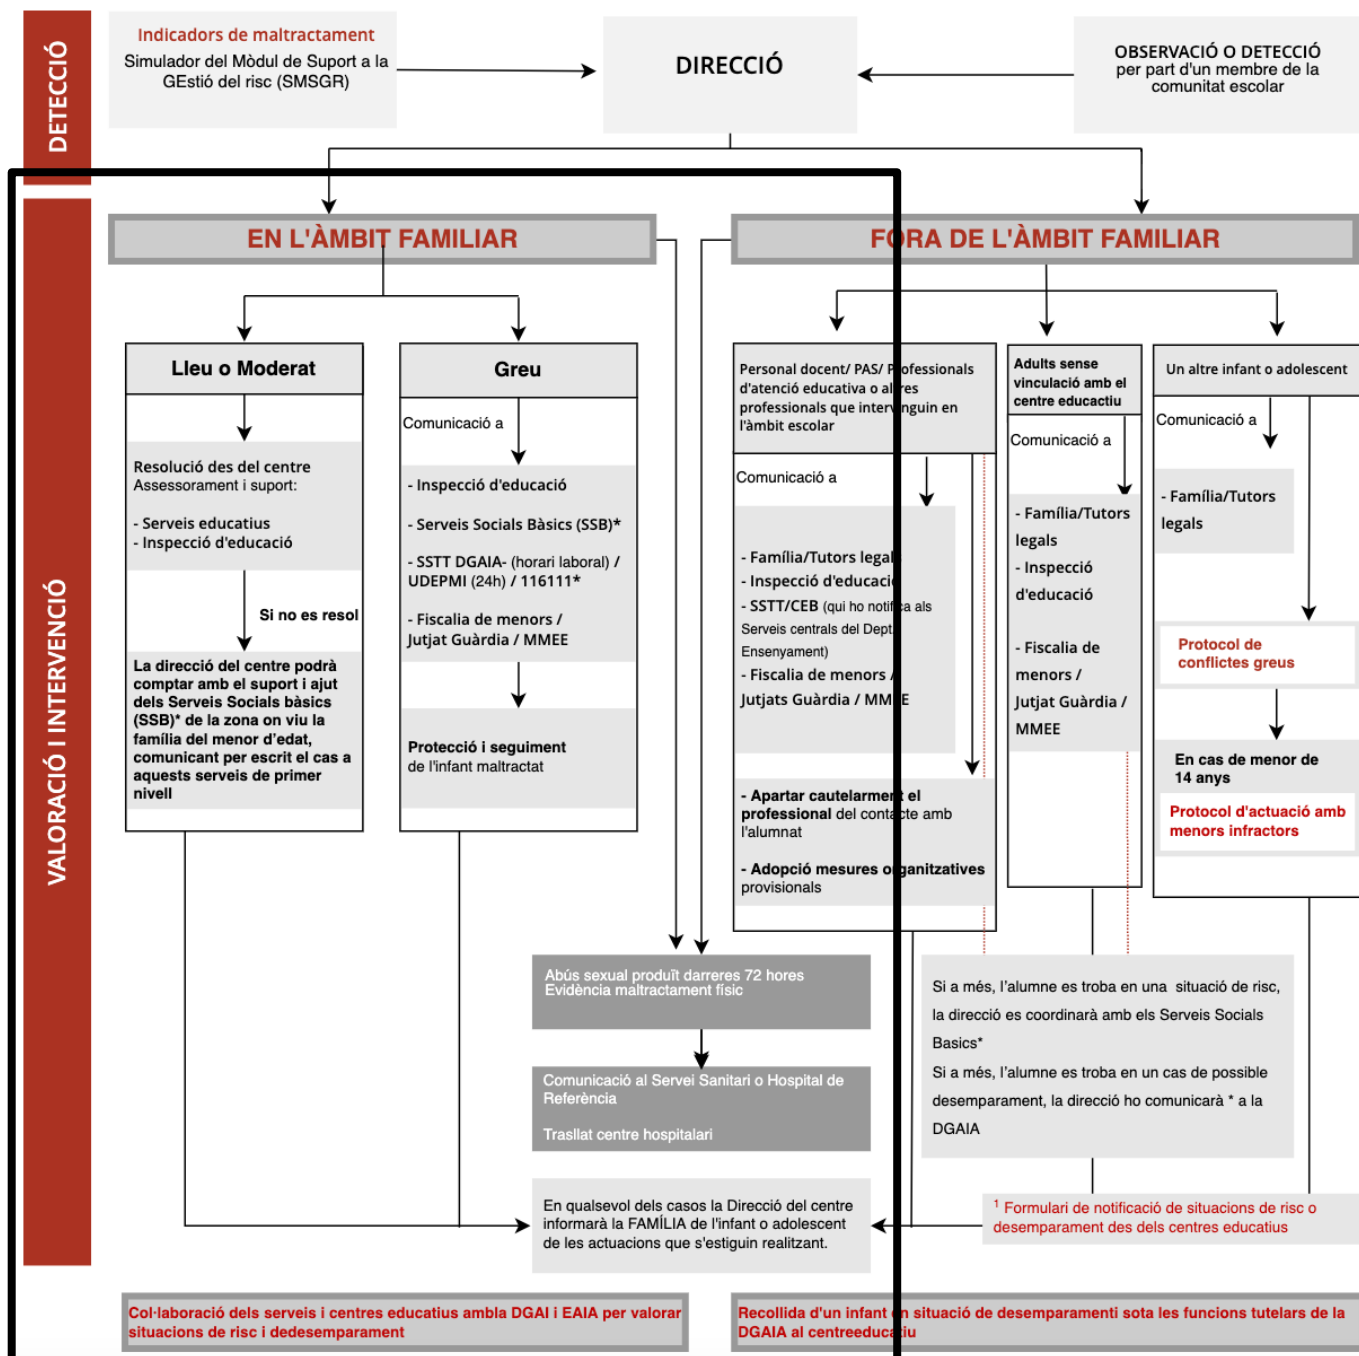 DETECCIÓ
Indicadors de maltractament
Simulador del Mòdul de Suport a la
GEstió del risc (SMSGR)
DIRECCIÓ
OBSERVACIÓ O DETECCIÓ
per part d'un membre de la
comunitat escolar
VALORACIÓ I INTERVENCIÓ
EN L'ÀMBIT FAMILIAR
FORA DE L'ÀMBIT FAMILIAR
Lleu o Moderat
Resolució des del centre
Assessorament i suport:
- Serveis educatius
- Inspecció d'educació
Si no es resol
La direcció del centre podrà
comptar amb el suport i ajut
dels Serveis Socials bàsics
(SSB)* de la zona on viu la
família del menor d'edat,
comunicant per escrit el cas a
aquests serveis de primer
nivell
Greu
Comunicació a
- Inspecció d'educació
- Serveis Socials Bàsics (SSB)*
- SSTT DGAIA- (horari laboral) /
UDEPMI (24h) / 116111*
- Fiscalia de menors /
Jutjat Guàrdia / MMEE
Protecció i seguiment
de l'infant maltractat
Personal docent/ PAS/ Professionals
d'atenció educativa o altres
professionals que intervinguin en
l'àmbit escolar
Comunicació a
- Família/Tutors legals
- Inspecció d'educació
- SSTT/CEB (qui ho notifica als
Serveis centrals del Dept.
Ensenyament)
- Fiscalia de menors /
Jutjats Guàrdia / MMEE
- Apartar cautelarment el
professional del contacte amb
l'alumnat
- Adopció mesures organitzatives
provisionals
Adults sense
vinculació amb el
centre educactiu
Comunicació a
- Família/Tutors
legals
- Inspecció
d'educació
- Fiscalia de
menors /
Jutjat Guàrdia /
MMEE
Un altre infant o adolescent
Comunicació a
- Família/Tutors
legals
Protocol de
conflictes greus
En cas de menor de
14 anys
Protocol d'actuació amb
menors infractors
Abús sexual produït darreres 72 hores
Evidència maltractament físic
Comunicació al Servei Sanitari o Hospital de
Referència
Trasllat centre hospitalari
Si a més, l'alumne es troba en una situació de risc,
la direcció es coordinarà amb els Serveis Socials
Basics*
Si a més, l'alumne es troba en un cas de possible
desemparament, la direcció ho comunicarà * a la
DGAIA
En qualsevol dels casos la Direcció del centre
informarà la FAMÍLIA de l'infant o adolescent
de les actuacions que s'estiguin realitzant.
¹ Formulari de notificació de situacions de risc o
desemparament des dels centres educatius
Col·laboració dels serveis i centres educatius ambla DGAI i EAIA per valorar
situacions de risc i dedesemparament
Recollida d'un infant en situació de desemparamenti sota les funcions tutelars de la
DGAIA al centreeducatiu